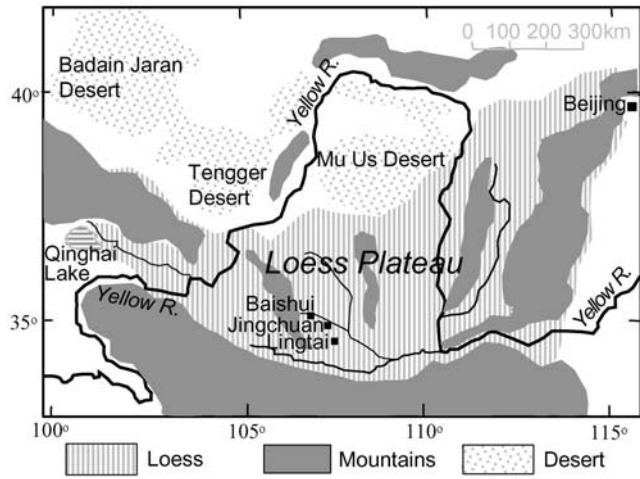 0 100 200 300km
Badain Jaran
Desert
Yellow R.
40°
Beijing
Tengger
Desert
Mu Us Desert
Qinghai
Lake
Loess Plateau
Yellow R.
Baishui
Jingchuan
Lingtai
Yellow R.
35°
100° 105° 110° 115°
Loess Mountains Desert